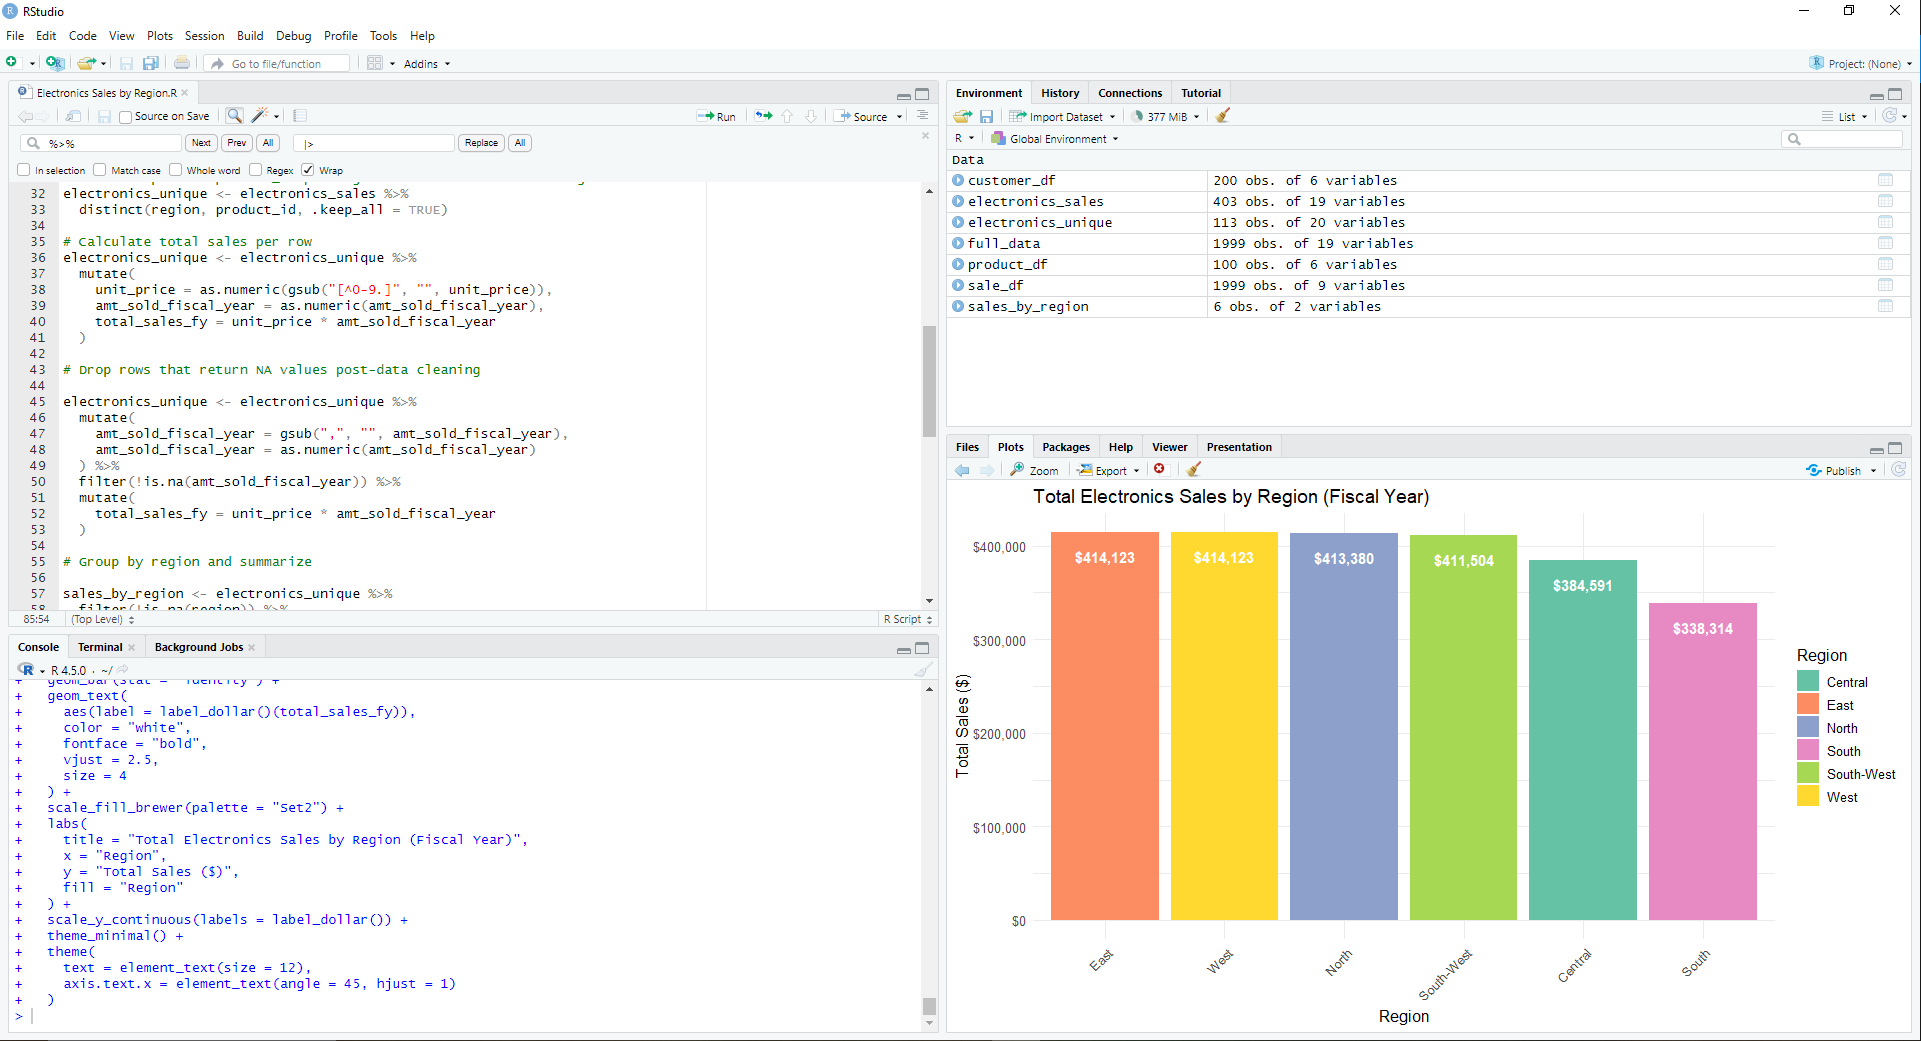 RStudio
File Edit Code View Plots Session Build Debug Profile Tools Help
Go to file/function Addins Project: (None)
Electronics Sales by Region.R
Source on Save Run Source
%>% Next Prev All |> Replace All
In selection Match case Whole word Regex Wrap
32 electronics_unique <- electronics_sales %>%
33 distinct(region, product_id, .keep_all = TRUE)
34
35 # Calculate total sales per row
36 electronics_unique <- electronics_unique %>%
37 mutate(
38 unit_price = as.numeric(gsub("[^0-9.]", "", unit_price)),
39 amt_sold_fiscal_year = as.numeric(amt_sold_fiscal_year),
40 total_sales_fy = unit_price * amt_sold_fiscal_year
41 )
42
43 # Drop rows that return NA values post-data cleaning
44
45 electronics_unique <- electronics_unique %>%
46 mutate(
47 amt_sold_fiscal_year = gsub(",", "", amt_sold_fiscal_year),
48 amt_sold_fiscal_year = as.numeric(amt_sold_fiscal_year)
49 ) %>%
50 filter(!is.na(amt_sold_fiscal_year)) %>%
51 mutate(
52 total_sales_fy = unit_price * amt_sold_fiscal_year
53 )
54
55 # Group by region and summarize
56
57 sales_by_region <- electronics_unique %>%
58 filter(!is.na(region)) %>%
85:54 (Top Level) R Script
Console Terminal Background Jobs
R 4.5.0 · ~/
+ geom_bar(stat = "identity") +
+ geom_text(
+ aes(label = label_dollar()(total_sales_fy)),
+ color = "white",
+ fontface = "bold",
+ vjust = 2.5,
+ size = 4
+ ) +
+ scale_fill_brewer(palette = "Set2") +
+ labs(
+ title = "Total Electronics Sales by Region (Fiscal Year)",
+ x = "Region",
+ y = "Total Sales ($)",
+ fill = "Region"
+ ) +
+ scale_y_continuous(labels = label_dollar()) +
+ theme_minimal() +
+ theme(
+ text = element_text(size = 12),
+ axis.text.x = element_text(angle = 45, hjust = 1)
+ )
>
Environment History Connections Tutorial
Import Dataset 377 MiB List
R Global Environment
Data
customer_df 200 obs. of 6 variables
electronics_sales 403 obs. of 19 variables
electronics_unique 113 obs. of 20 variables
full_data 1999 obs. of 19 variables
product_df 100 obs. of 6 variables
sale_df 1999 obs. of 9 variables
sales_by_region 6 obs. of 2 variables
Files Plots Packages Help Viewer Presentation
Zoom Export Publish
Total Electronics Sales by Region (Fiscal Year)
Total Sales ($)
$400,000
$300,000
$200,000
$100,000
$0
$414,123 $414,123 $413,380 $411,504 $384,591 $338,314
East West North South-West Central South
Region
Region
Central
East
North
South
South-West
West